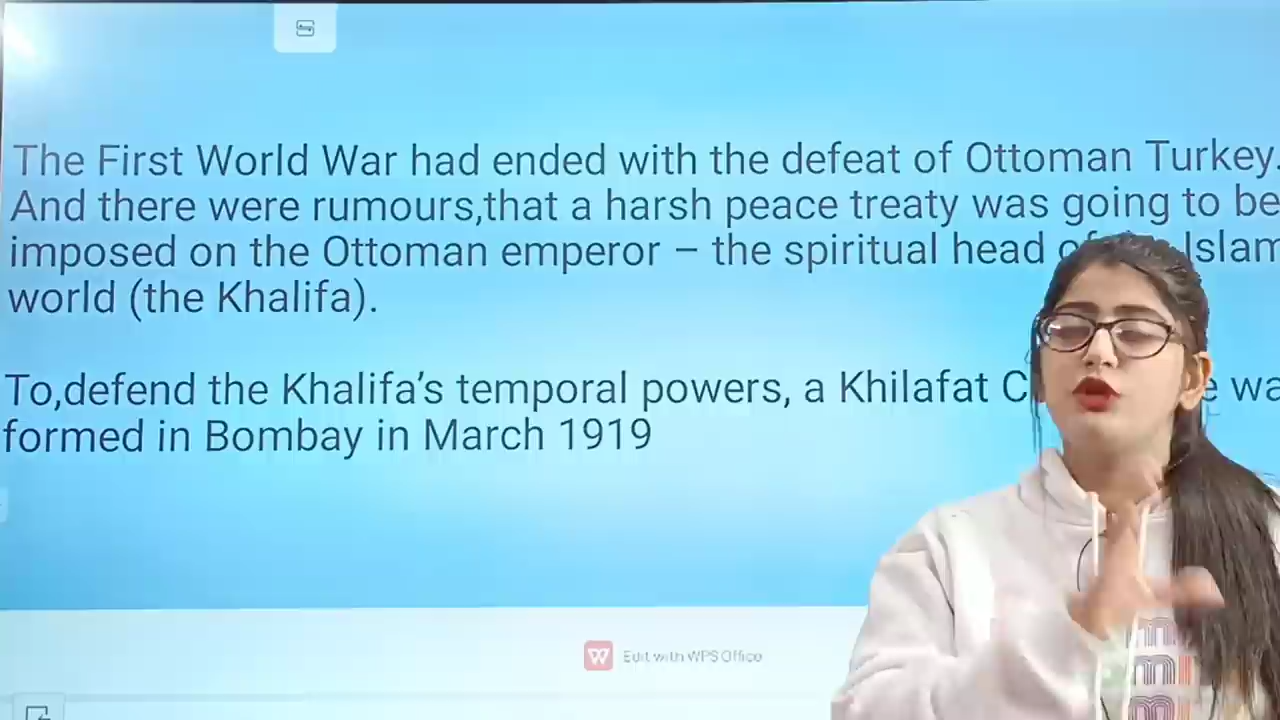 The First World War had ended with the defeat of Ottoman Turkey.
And there were rumours,that a harsh peace treaty was going to be
imposed on the Ottoman emperor – the spiritual head
world (the Khalifa).
To,defend the Khalifa’s temporal powers, a Khilafat
formed in Bombay in March 1919
Edit with WPS Office